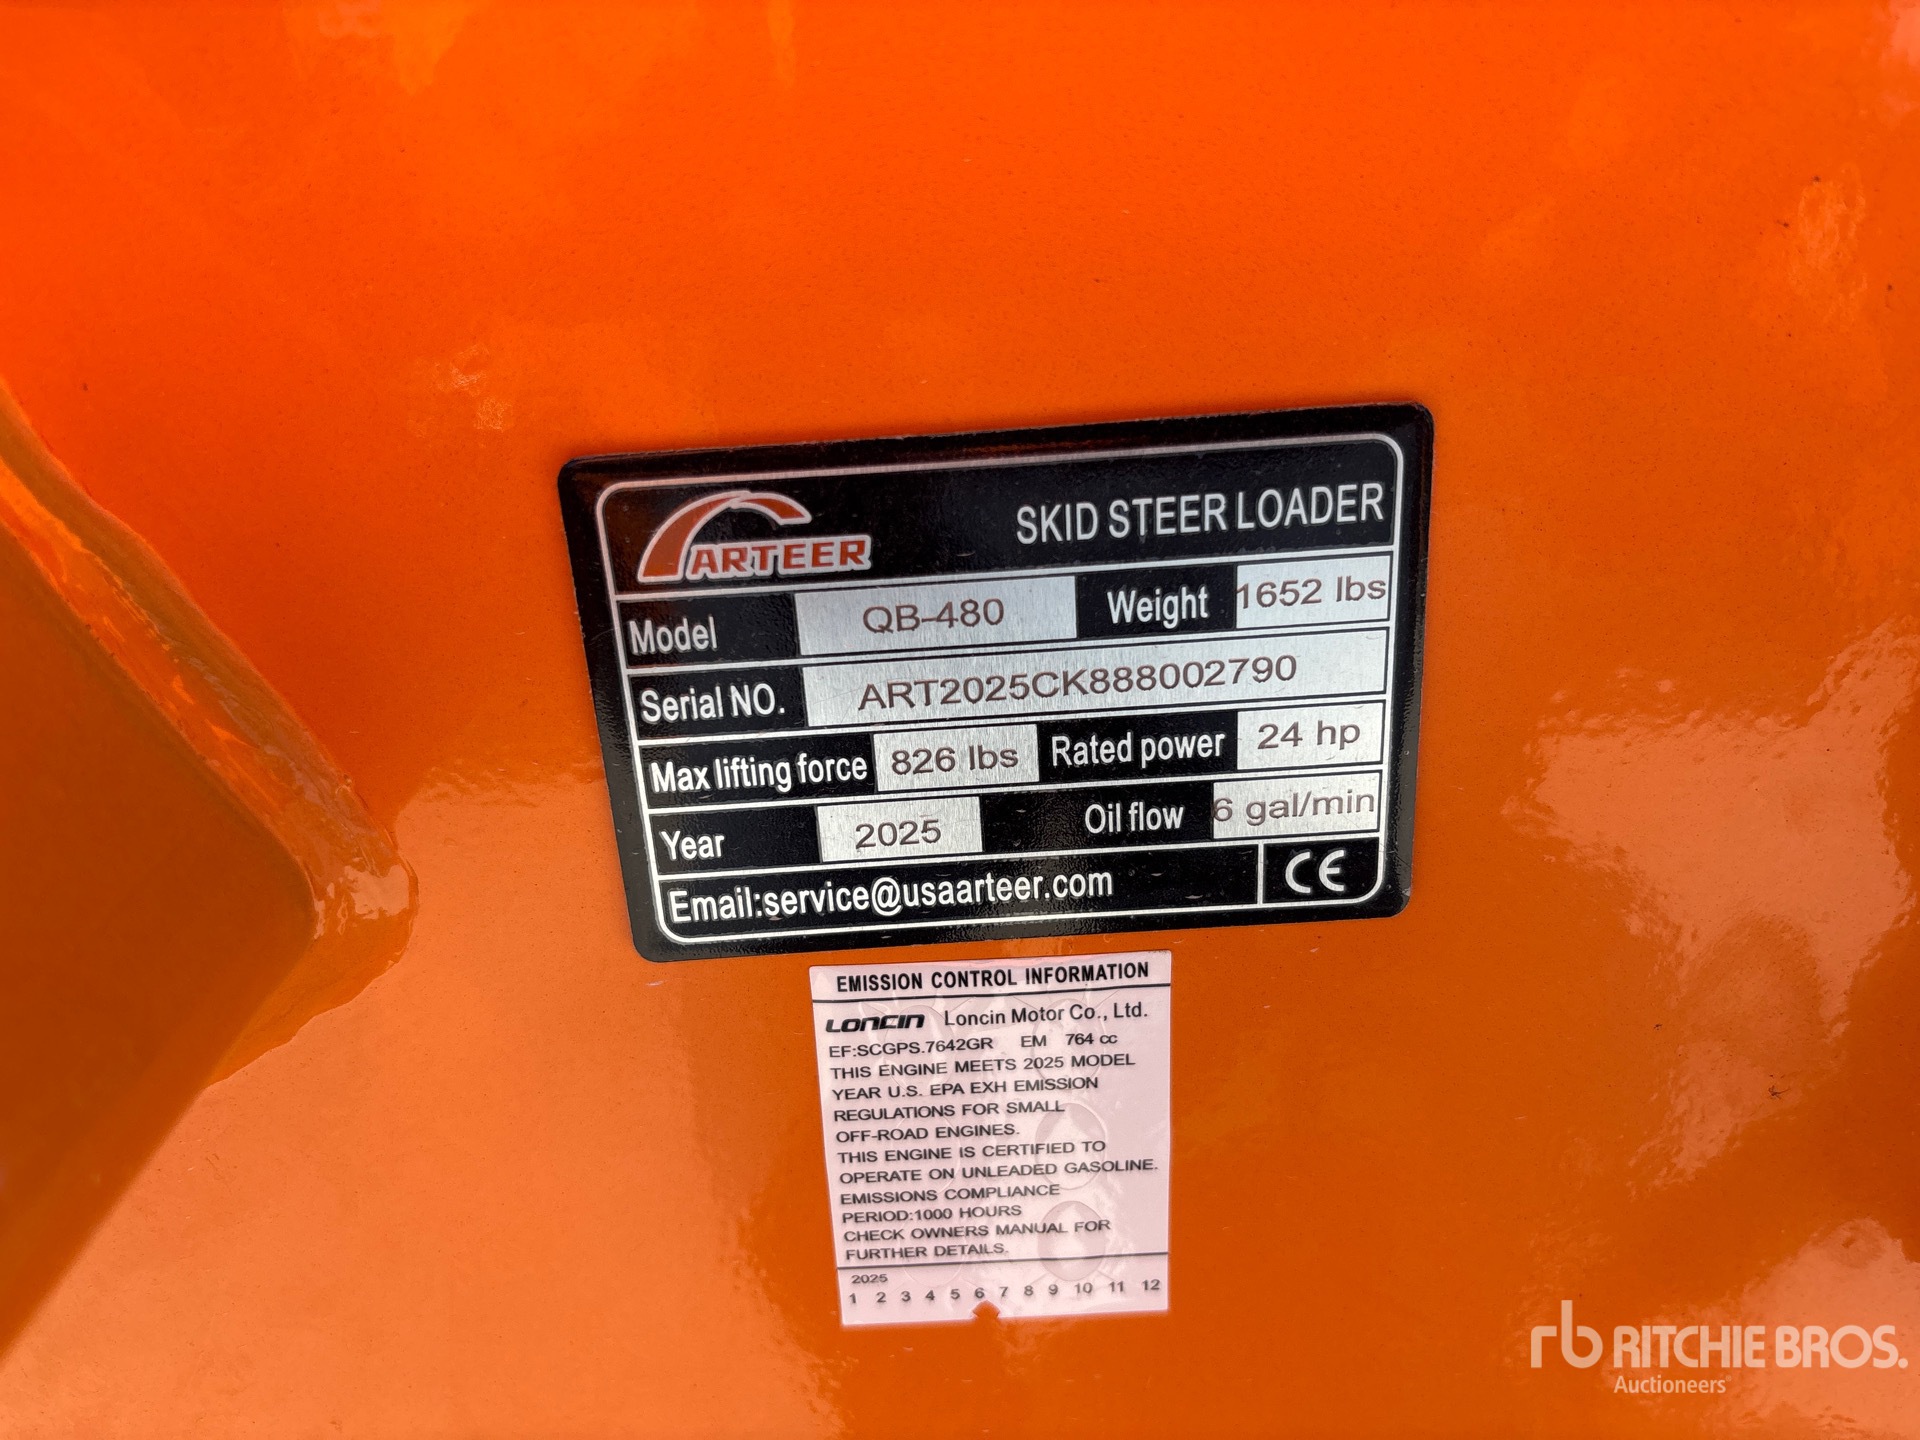 ARTEER SKID STEER LOADER
Model QB-480 Weight 1652 lbs
Serial NO. ART2025CK888002790
Max lifting force 826 lbs Rated power 24 hp
Year 2025 Oil flow 6 gal/min
Email:service@usaarteer.com CE
EMISSION CONTROL INFORMATION
LONCIN Loncin Motor Co., Ltd.
EF:SCGPS.7642GR EM 764 cc
THIS ENGINE MEETS 2025 MODEL
YEAR U.S. EPA EXH EMISSION
REGULATIONS FOR SMALL
OFF-ROAD ENGINES.
THIS ENGINE IS CERTIFIED TO
OPERATE ON UNLEADED GASOLINE.
EMISSIONS COMPLIANCE
PERIOD:1000 HOURS
CHECK OWNERS MANUAL FOR
FURTHER DETAILS.
2025
1 2 3 4 5 6 7 8 9 10 11 12
rb RITCHIE BROS.
Auctioneers